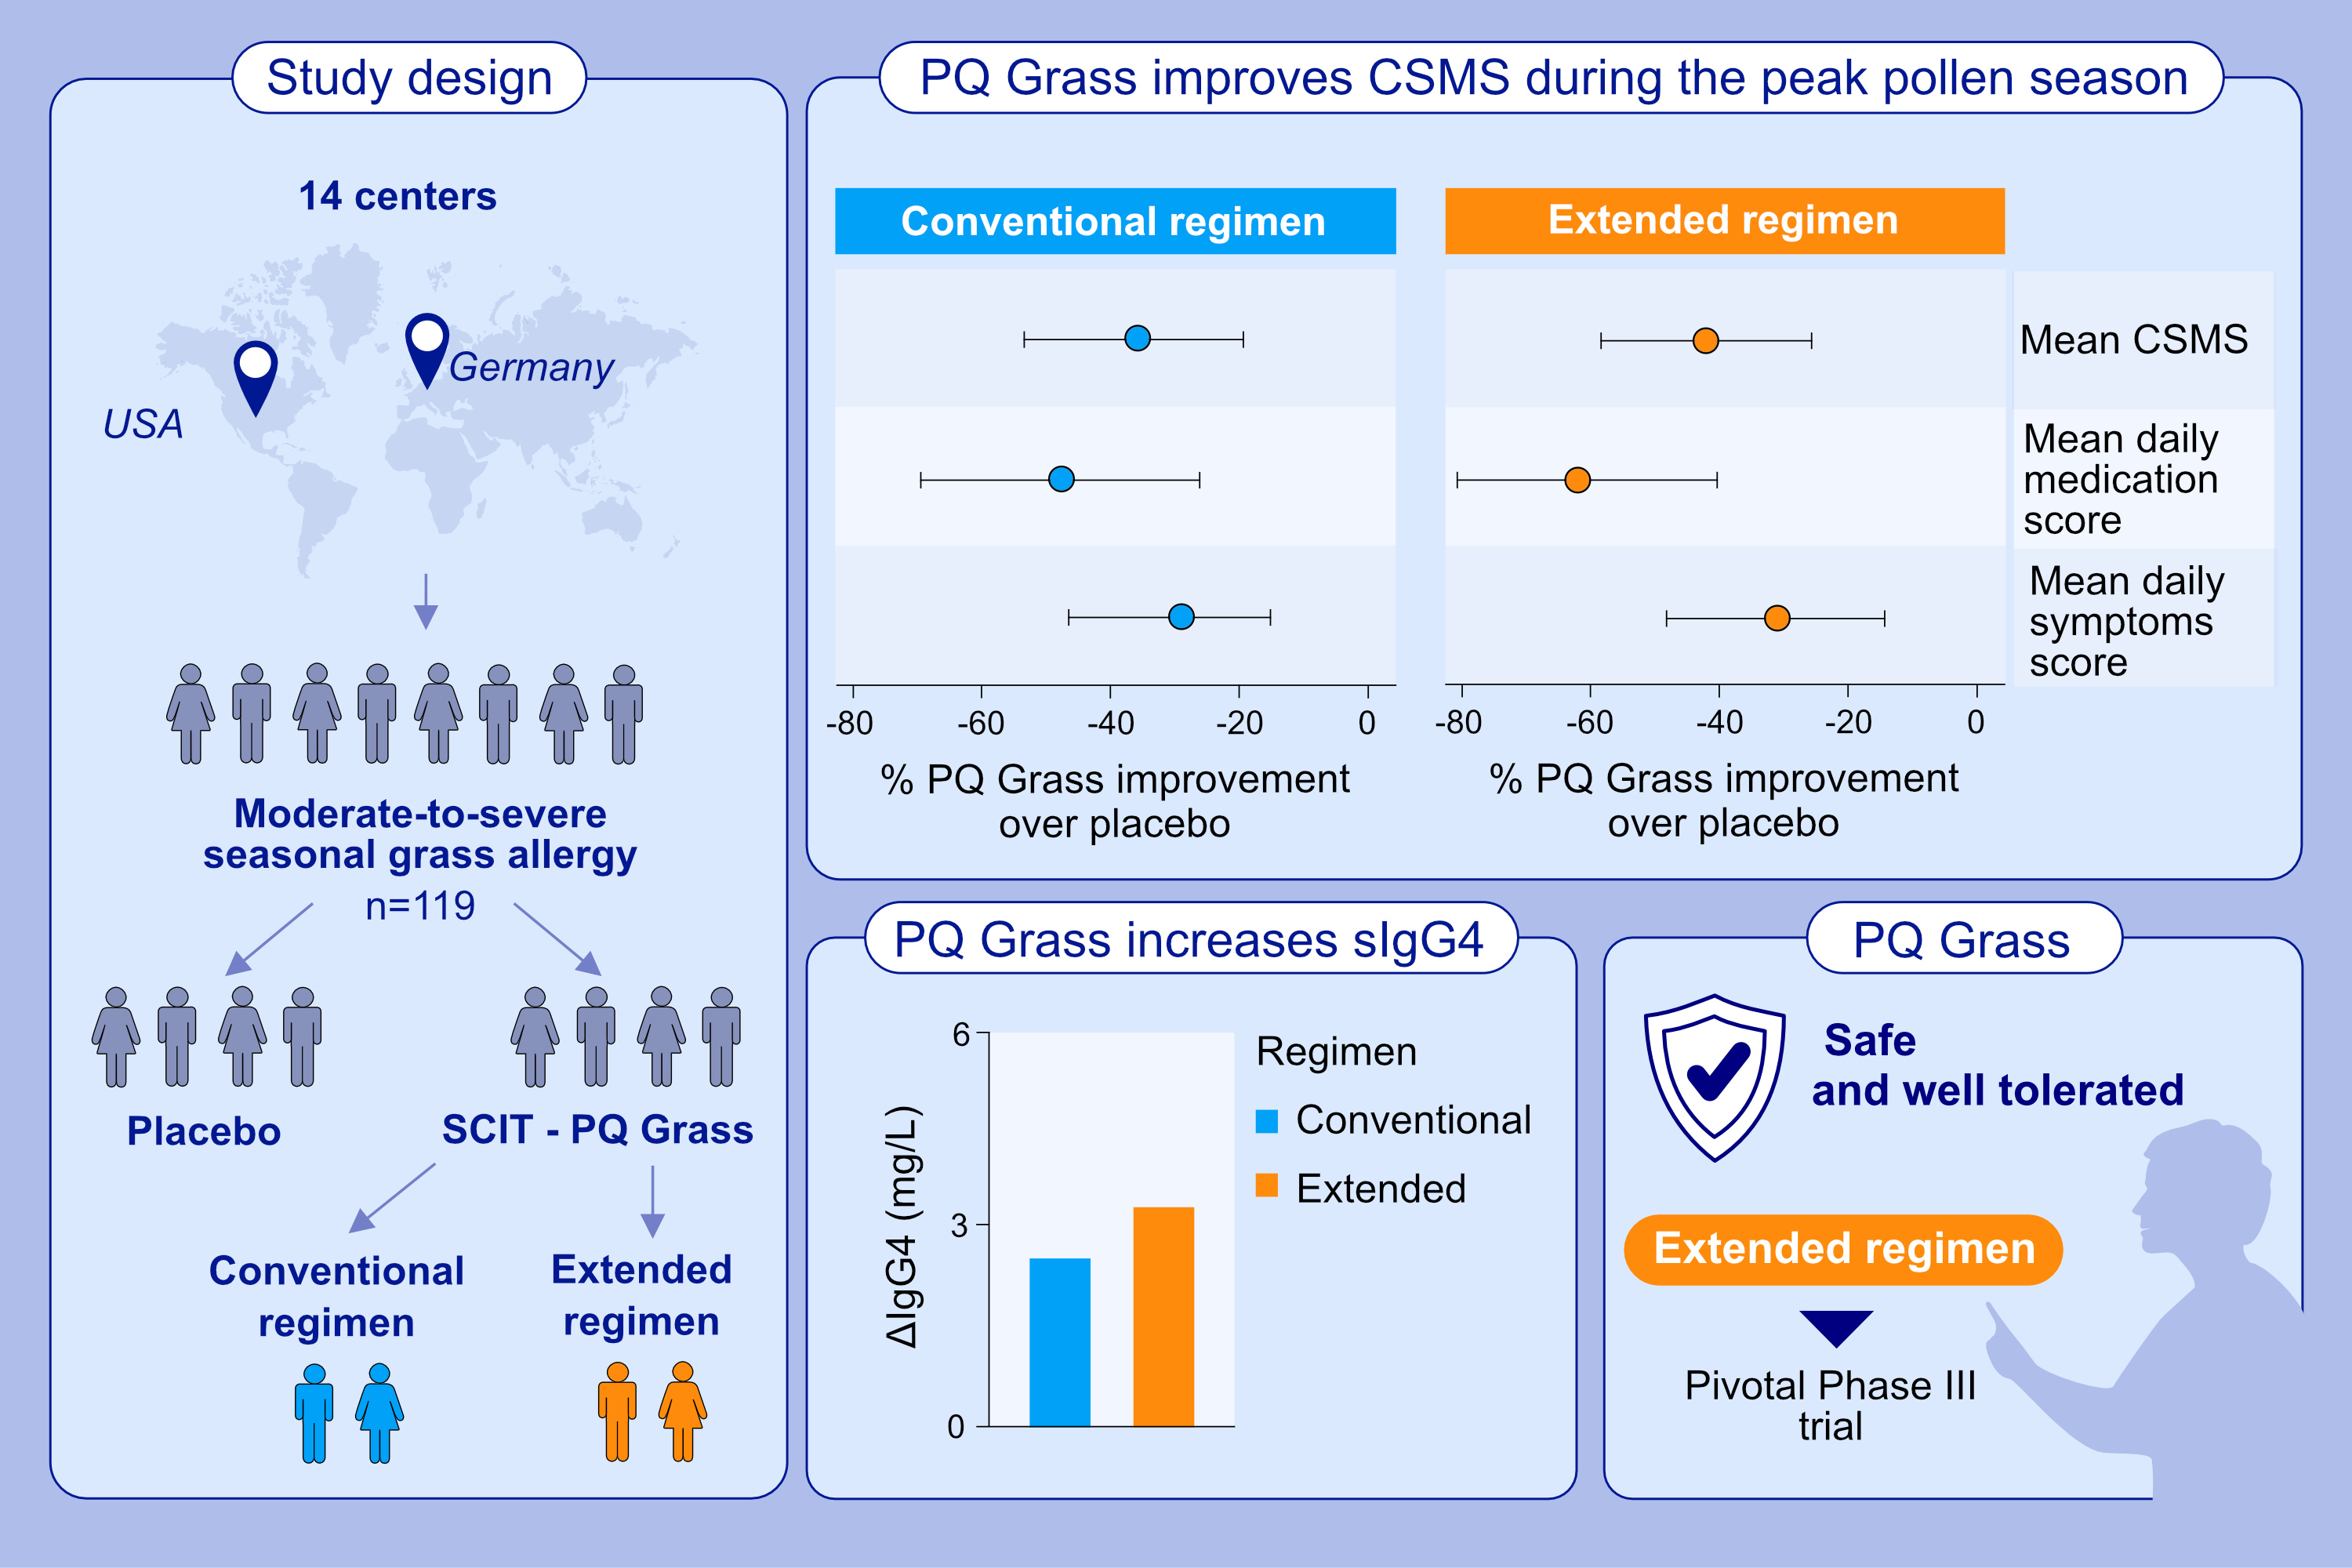 Study design
14 centers
USA
Germany
Moderate-to-severe
seasonal grass allergy
n=119
Placebo
SCIT - PQ Grass
Conventional
regimen
Extended
regimen
PQ Grass improves CSMS during the peak pollen season
Conventional regimen
Extended regimen
Mean CSMS
Mean daily
medication
score
Mean daily
symptoms
score
-80 -60 -40 -20 0
% PQ Grass improvement
over placebo
-80 -60 -40 -20 0
% PQ Grass improvement
over placebo
PQ Grass increases sIgG4
ΔIgG4 (mg/L)
6
3
0
Regimen
Conventional
Extended
PQ Grass
Safe
and well tolerated
Extended regimen
Pivotal Phase III
trial